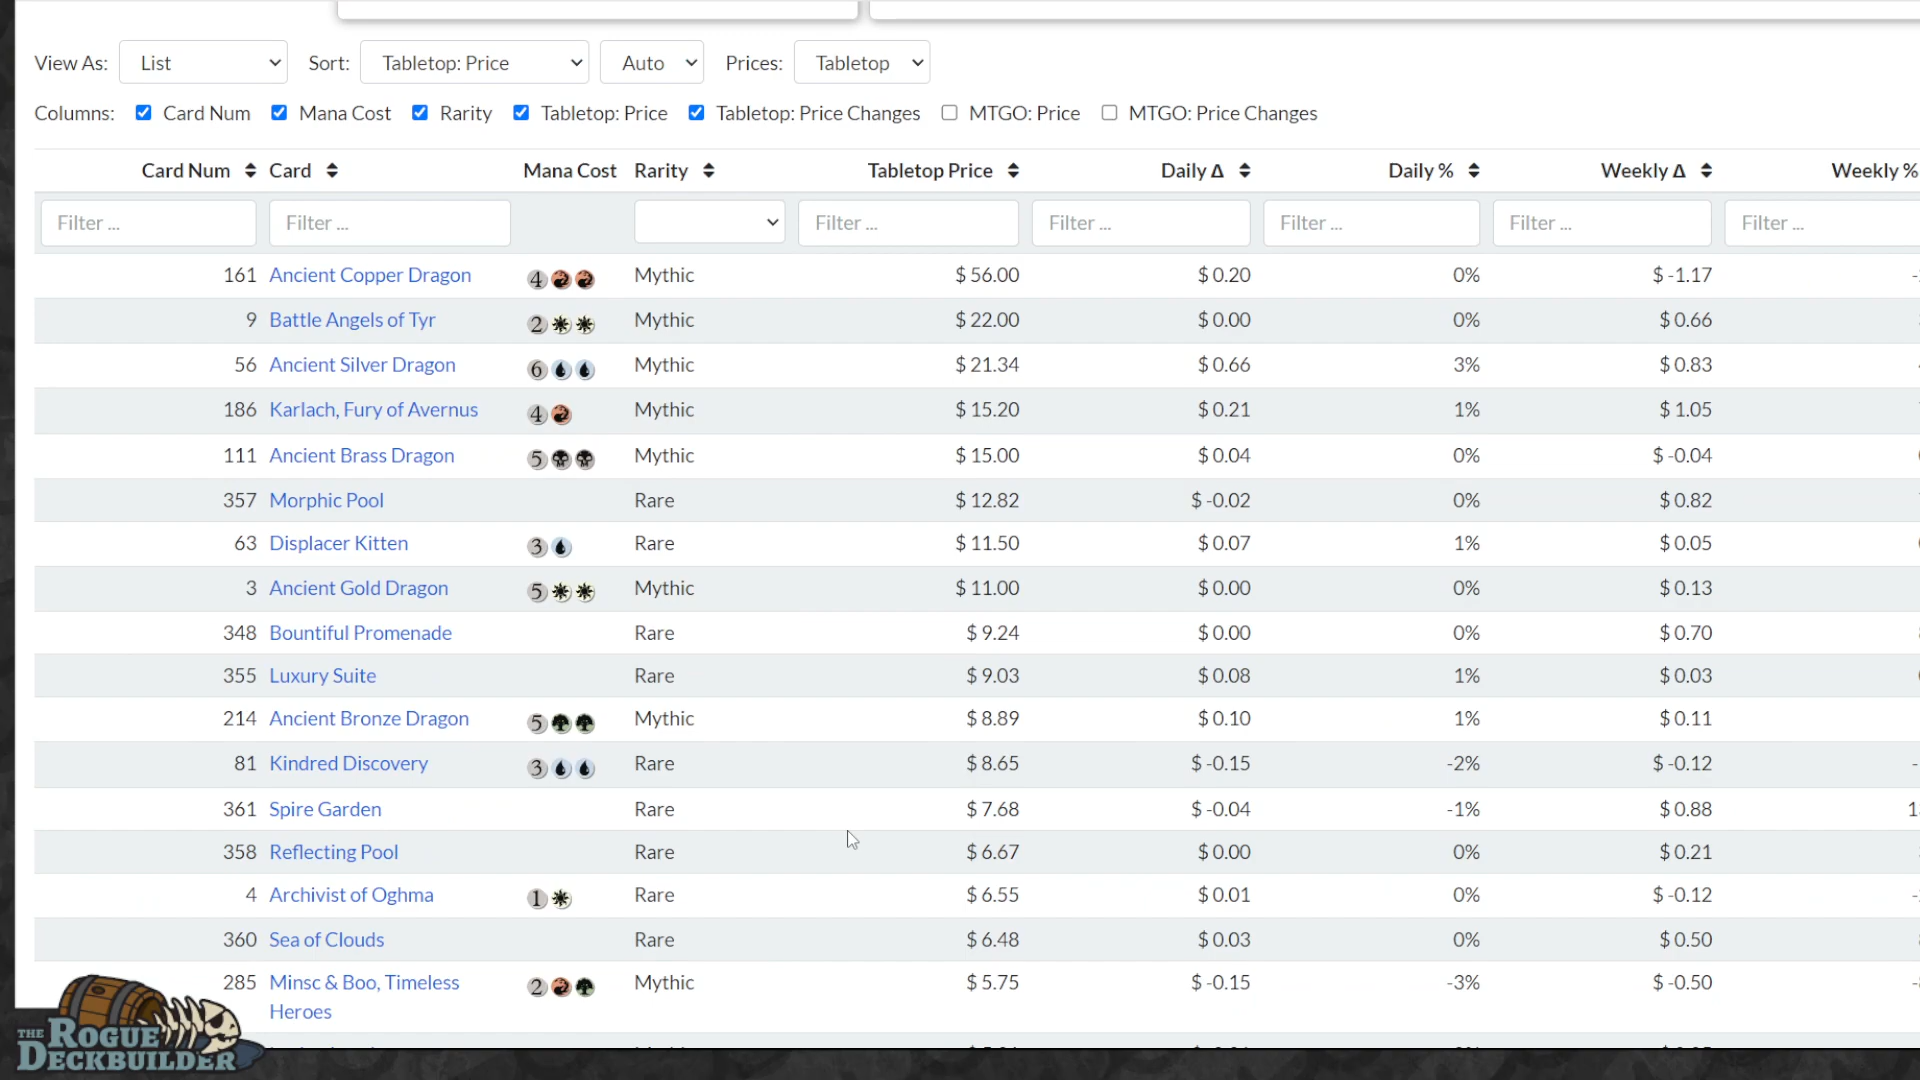 View As: List Sort: Tabletop: Price Auto Prices: Tabletop
Columns: Card Num Mana Cost Rarity Tabletop: Price Tabletop: Price Changes MTGO: Price MTGO: Price Changes
Card Num Card Mana Cost Rarity Tabletop Price Daily Δ Daily % Weekly Δ Weekly %
Filter ... Filter ... Filter ... Filter ... Filter ... Filter ... Filter ...
161 Ancient Copper Dragon 4 Mythic $ 56.00 $ 0.20 0% $ -1.17
9 Battle Angels of Tyr 2 Mythic $ 22.00 $ 0.00 0% $ 0.66
56 Ancient Silver Dragon 6 Mythic $ 21.34 $ 0.66 3% $ 0.83
186 Karlach, Fury of Avernus 4 Mythic $ 15.20 $ 0.21 1% $ 1.05
111 Ancient Brass Dragon 5 Mythic $ 15.00 $ 0.04 0% $ -0.04
357 Morphic Pool Rare $ 12.82 $ -0.02 0% $ 0.82
63 Displacer Kitten 3 Rare $ 11.50 $ 0.07 1% $ 0.05
3 Ancient Gold Dragon 5 Mythic $ 11.00 $ 0.00 0% $ 0.13
348 Bountiful Promenade Rare $ 9.24 $ 0.00 0% $ 0.70
355 Luxury Suite Rare $ 9.03 $ 0.08 1% $ 0.03
214 Ancient Bronze Dragon 5 Mythic $ 8.89 $ 0.10 1% $ 0.11
81 Kindred Discovery 3 Rare $ 8.65 $ -0.15 -2% $ -0.12
361 Spire Garden Rare $ 7.68 $ -0.04 -1% $ 0.88
358 Reflecting Pool Rare $ 6.67 $ 0.00 0% $ 0.21
4 Archivist of Oghma 1 Rare $ 6.55 $ 0.01 0% $ -0.12
360 Sea of Clouds Rare $ 6.48 $ 0.03 0% $ 0.50
285 Minsc & Boo, Timeless 2 Mythic $ 5.75 $ -0.15 -3% $ -0.50
Heroes
THE ROGUE
DECKBUILDER